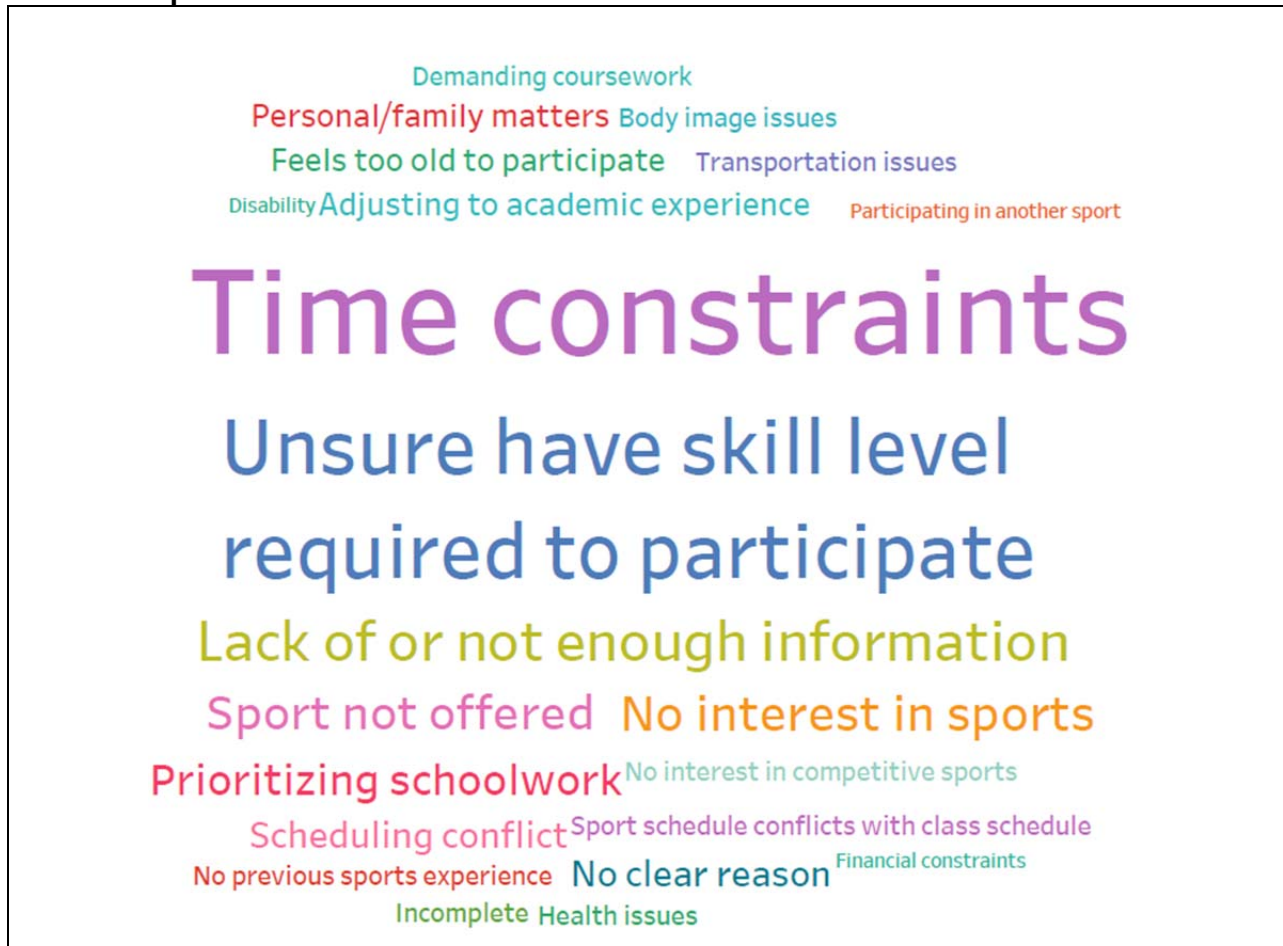 Demanding coursework
Personal/family matters Body image issues
Feels too old to participate Transportation issues
Disability Adjusting to academic experience Participating in another sport
Time constraints
Unsure have skill level
required to participate
Lack of or not enough information
Sport not offered No interest in sports
Prioritizing schoolwork No interest in competitive sports
Scheduling conflict Sport schedule conflicts with class schedule
No previous sports experience No clear reason Financial constraints
Incomplete Health issues